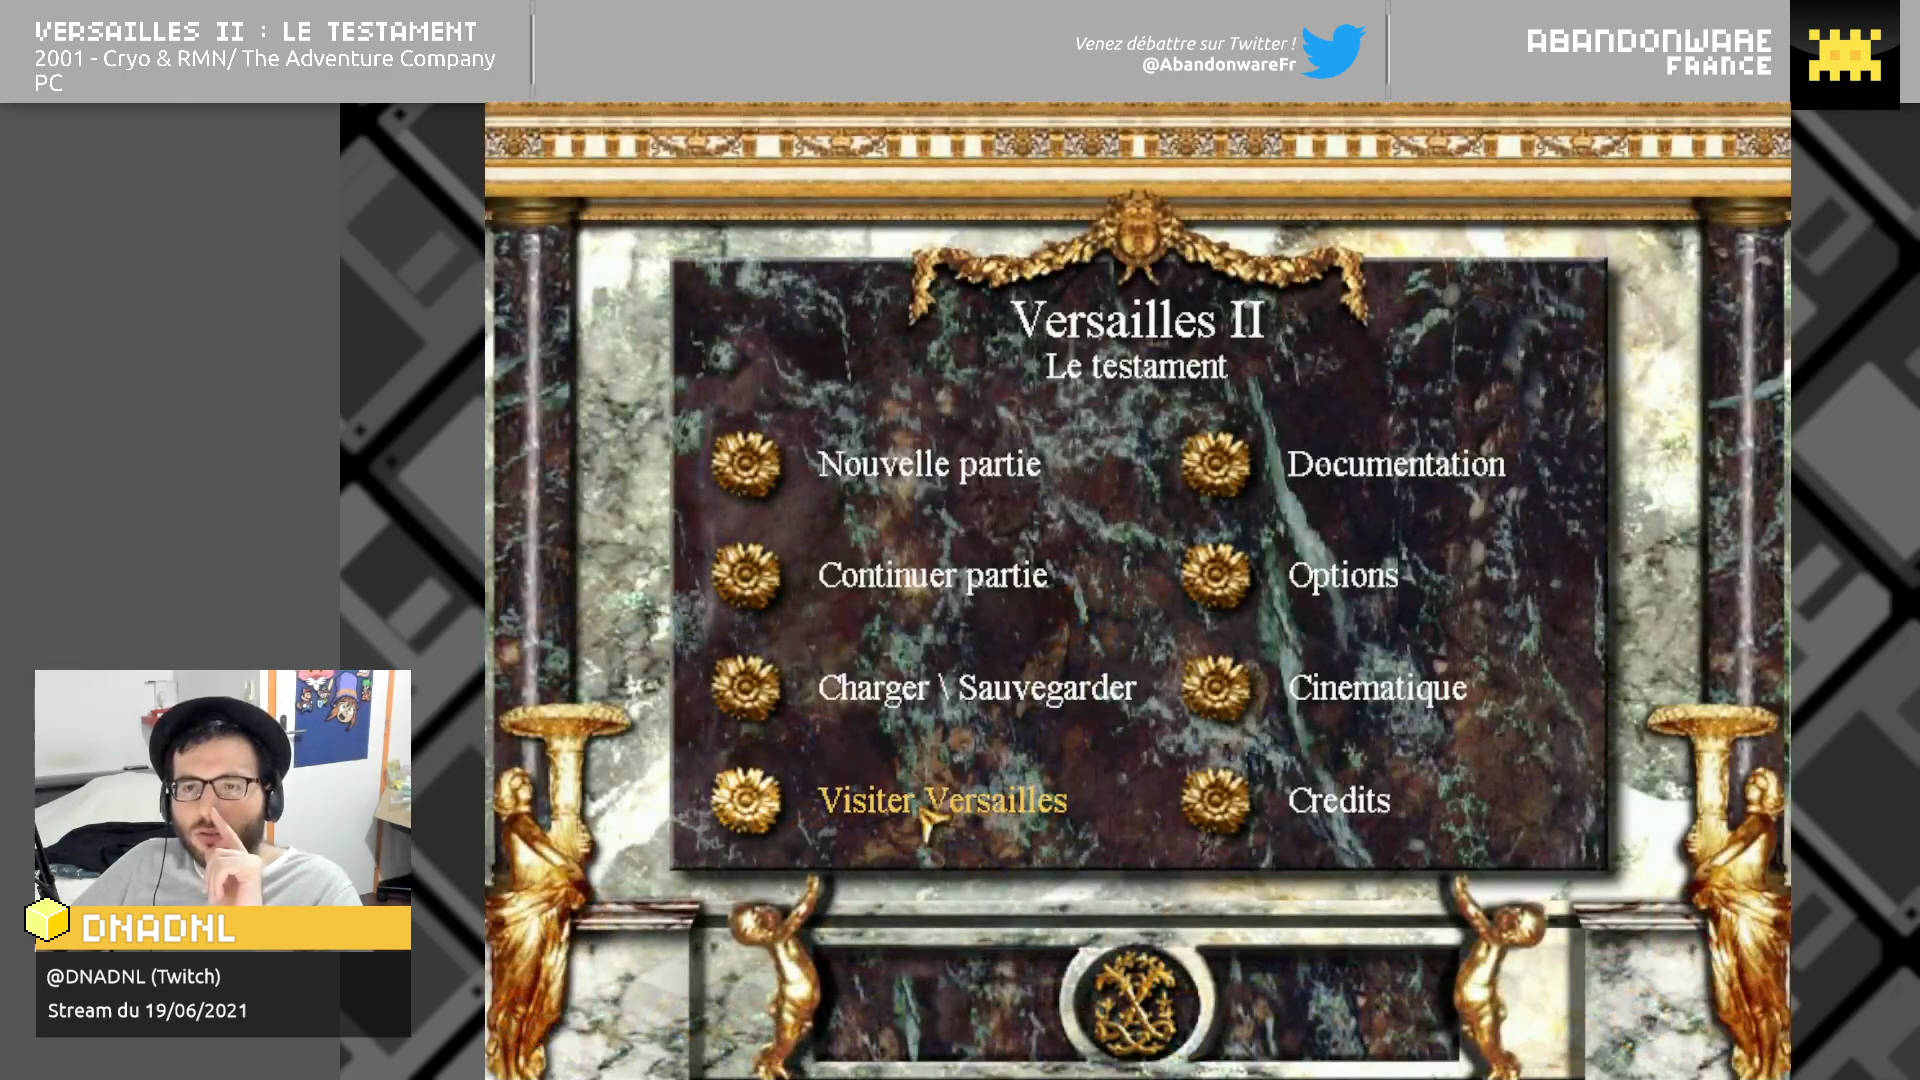 VERSAILLES II : LE TESTAMENT
2001 - Cryo & RMN/ The Adventure Company
PC
Venez débattre sur Twitter !
@AbandonwareFr
ABANDONWARE
FRANCE
Versailles II
Le testament
Nouvelle partie
Documentation
Continuer partie
Options
Charger \ Sauvegarder
Cinematique
Visiter Versailles
Credits
DNADNL
@DNADNL (Twitch)
Stream du 19/06/2021